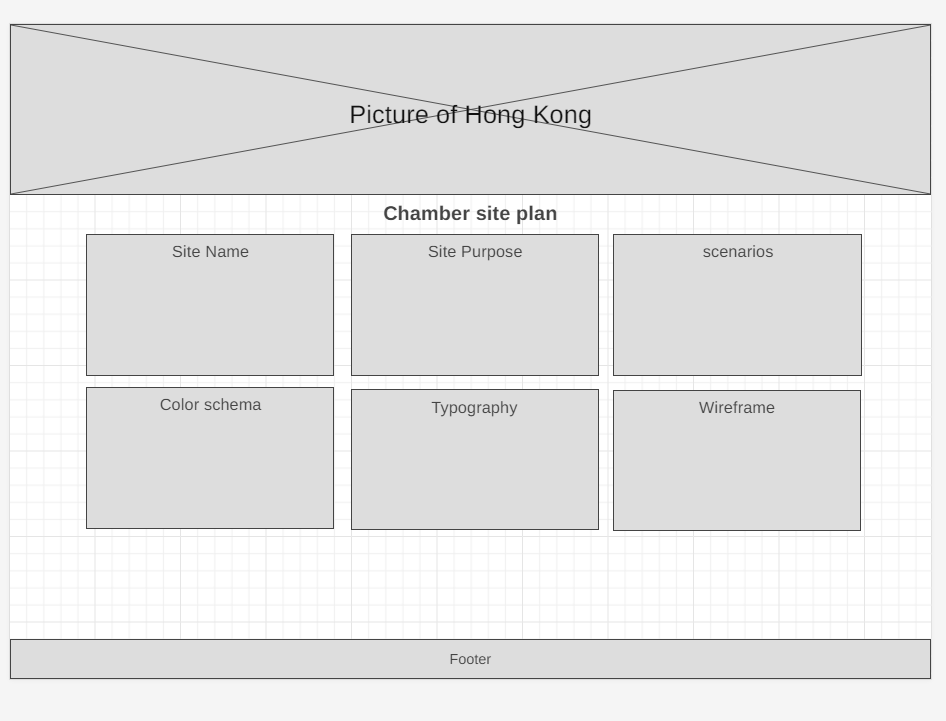 Picture of Hong Kong
Chamber site plan
Site Name
Site Purpose
scenarios
Color schema
Typography
Wireframe
Footer